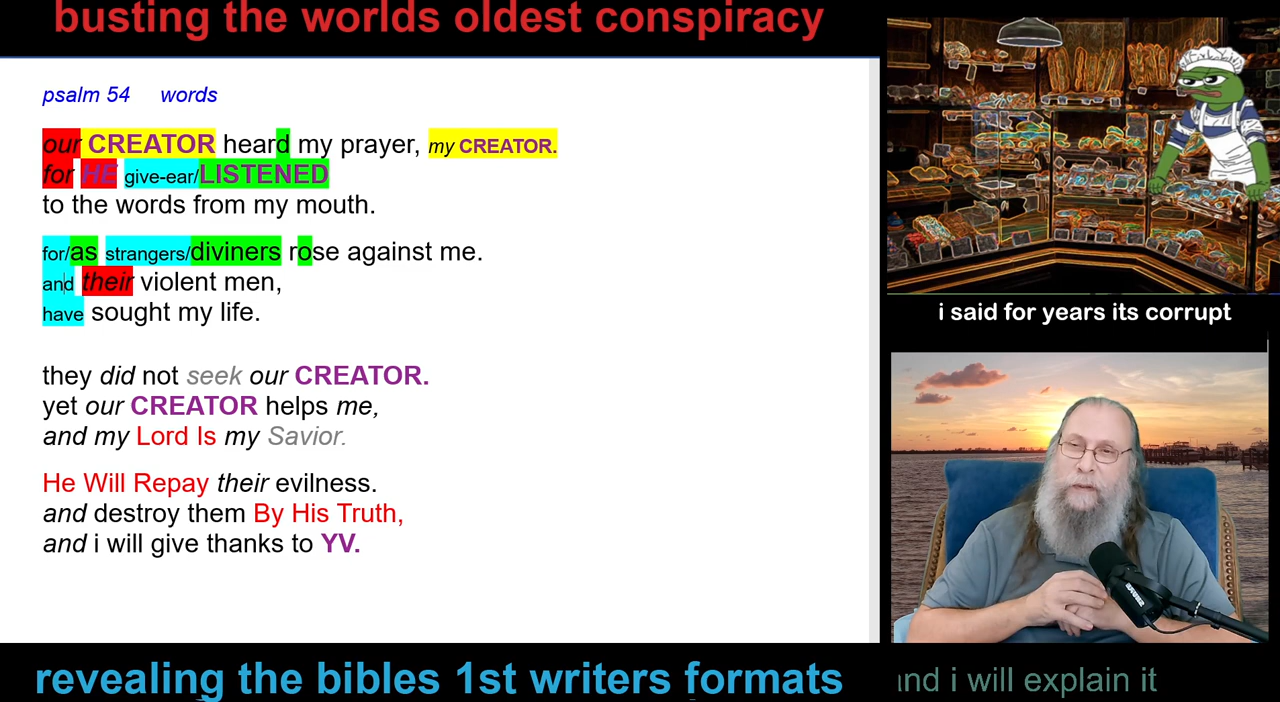 busting the worlds oldest conspiracy
psalm 54 words
our CREATOR heard my prayer, my CREATOR.
for HE give-ear/LISTENED
to the words from my mouth.
for/as strangers/diviners rose against me.
and their violent men,
have sought my life.
they did not seek our CREATOR.
yet our CREATOR helps me,
and my Lord Is my Savior.
He Will Repay their evilness.
and destroy them By His Truth,
and i will give thanks to YV.
revealing the bibles 1st writers formats
i said for years its corrupt
and i will explain it